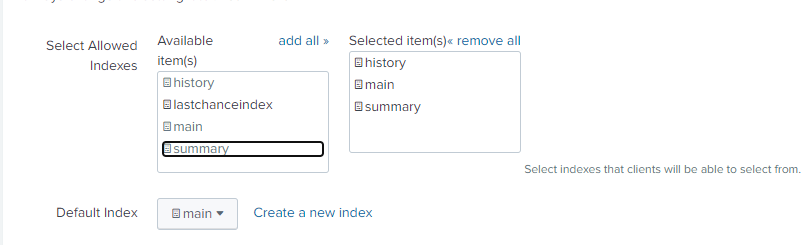 Select Allowed
Indexes
Available
item(s)
add all »
history
lastchanceindex
main
summary
Selected item(s)
« remove all
history
main
summary
Select indexes that clients will be able to select from.
Default Index
main
Create a new index